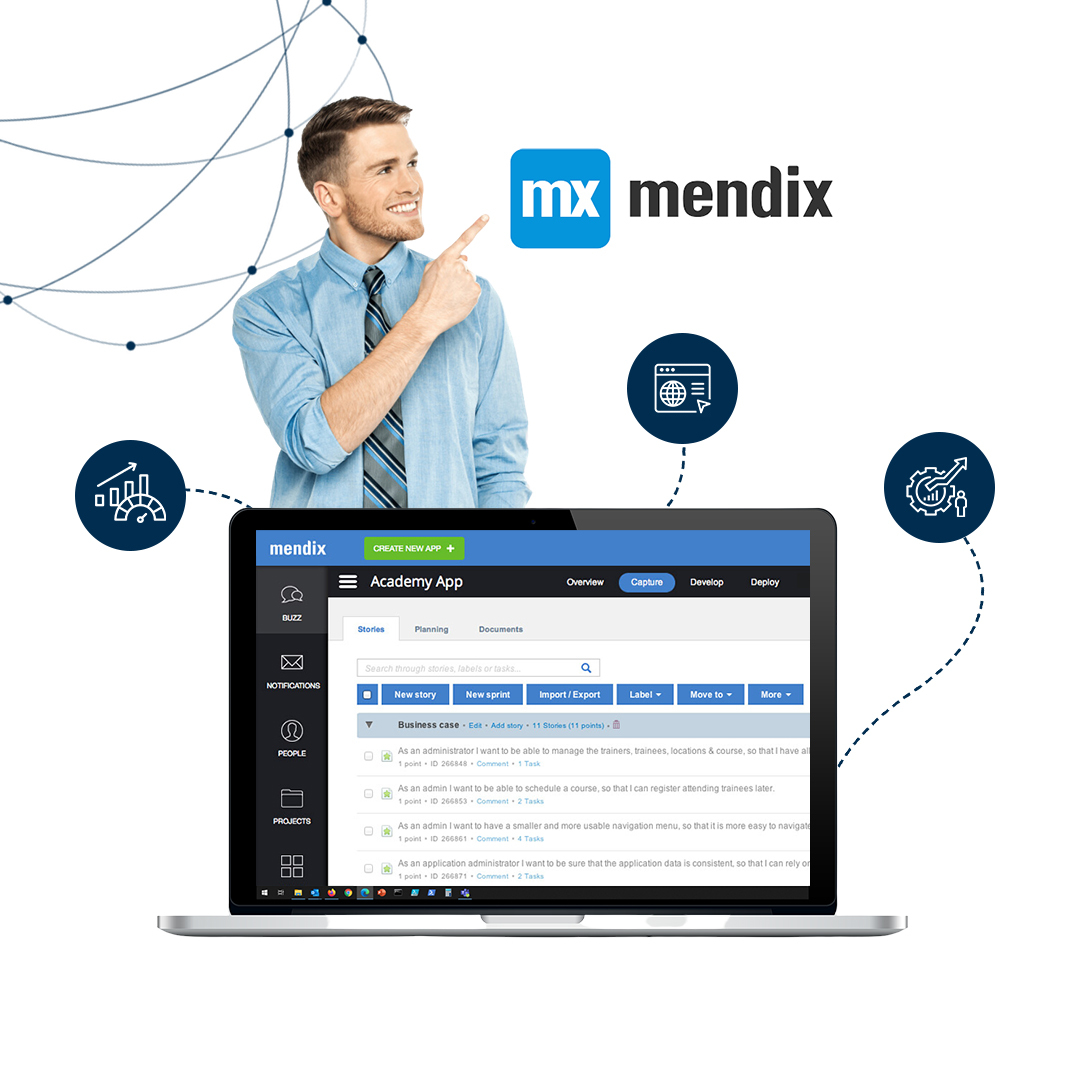 mx mendix
mendix
CREATE NEW APP +
Academy App
Overview
Capture
Develop
Deploy
BUZZ
NOTIFICATIONS
PEOPLE
PROJECTS
Stories
Planning
Documents
Search through stories, labels or tasks...
New story
New sprint
Import / Export
Label
Move to
More
Business case • Edit • Add story • 11 Stories (11 points) •
As an administrator I want to be able to manage the trainers, trainees, locations & course, so that I have all
1 point • ID 266848 • Comment • 1 Task
As an admin I want to be able to schedule a course, so that I can register attending trainees later.
1 point • ID 266853 • Comment • 2 Tasks
As an admin I want to have a smaller and more usable navigation menu, so that it is more easy to navigate
1 point • ID 266861 • Comment • 4 Tasks
As an application administrator I want to be sure that the application data is consistent, so that I can rely on
1 point • ID 266871 • Comment • 2 Tasks